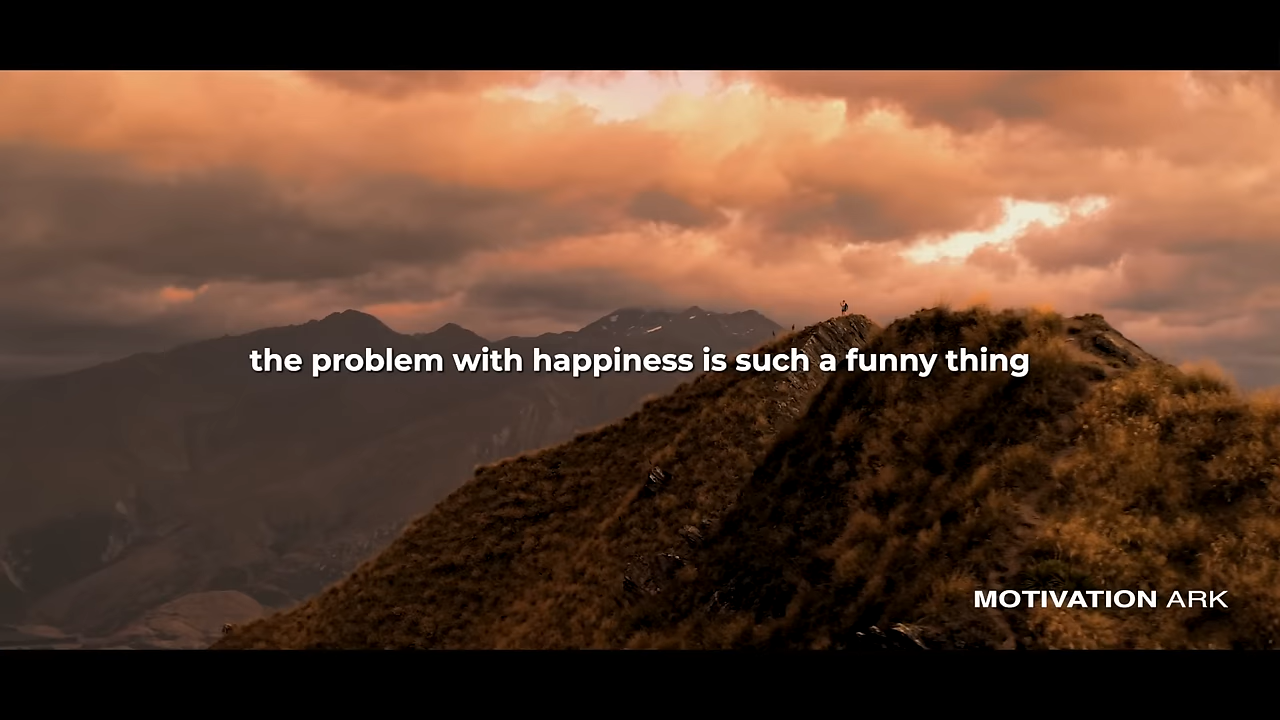 the problem with happiness is such a funny thing
MOTIVATION ARK